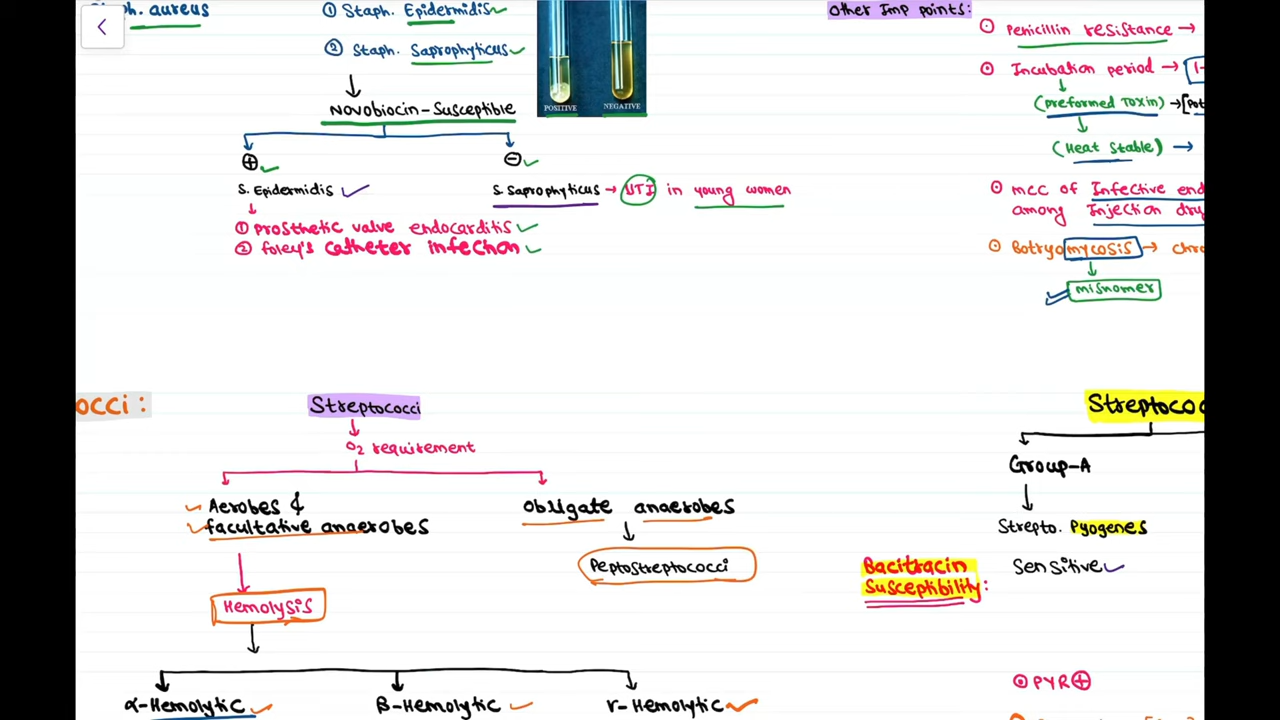 aureus
① Staph. Epidermidis
② Staph. Saprophyticus
Novobiocin-Susceptible
⊕
S. Epidermidis
① Prosthetic valve endocarditis
② Foley's catheter infection
⊖
S. Saprophyticus → UTI in young women
POSITIVE
NEGATIVE
Other Imp points:
⊙ Penicillin resistance →
⊙ Incubation period →
(Preformed Toxin) →
(Heat Stable) →
⊙ MCC of Infective
among Injection
⊙ Botryomycosis →
misnomer
Streptococci
O₂ requirement
Aerobes &
facultative anaerobes
obligate anaerobes
Peptostreptococci
Hemolysis
α-Hemolytic
β-Hemolytic
r-Hemolytic
Group-A
Strepto. Pyogenes
Bacitracin
Susceptibility:
Sensitive
⊙ PYR ⊕